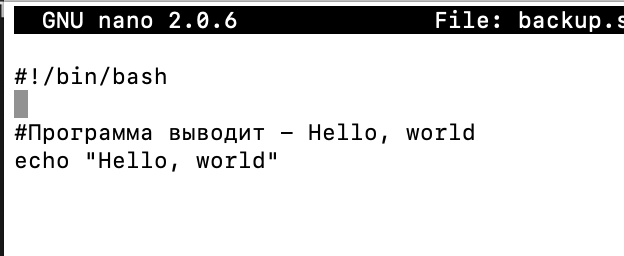 GNU nano 2.0.6 File: backup.s
#!/bin/bash
#Программа выводит – Hello, world
echo "Hello, world"